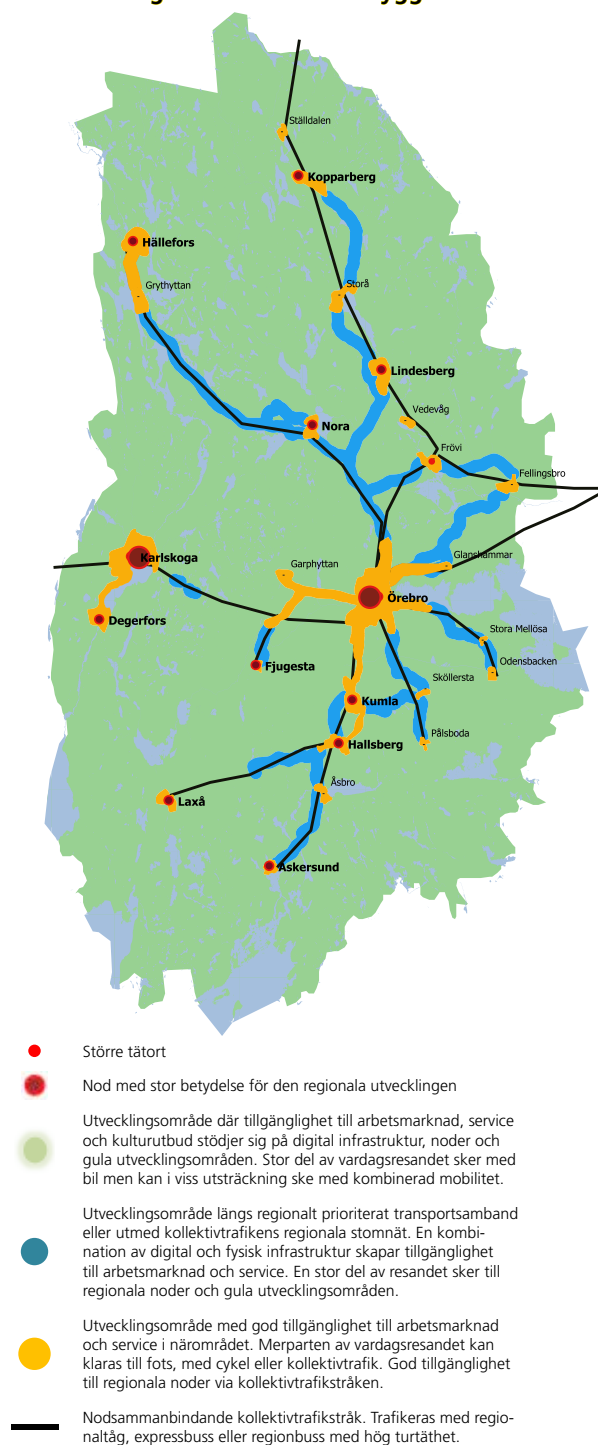 Ställdalen
Kopparberg
Hällefors
Grythyttan
Storå
Lindesberg
Vedevåg
Nora
Frövi
Fellingsbro
Karlskoga
Garphyttan
Glanshammar
Örebro
Degerfors
Stora Mellösa
Fjugesta
Odensbacken
Sköllersta
Kumla
Pålsboda
Hallsberg
Åsbro
Laxå
Askersund
Större tätort
Nod med stor betydelse för den regionala utvecklingen
Utvecklingsområde där tillgänglighet till arbetsmarknad, service
och kulturutbud stödjer sig på digital infrastruktur, noder och
gula utvecklingsområden. Stor del av vardagsresandet sker med
bil men kan i viss utsträckning ske med kombinerad mobilitet.
Utvecklingsområde längs regionalt prioriterat transportsamband
eller utmed kollektivtrafikens regionala stomnät. En kombi-
nation av digital och fysisk infrastruktur skapar tillgänglighet
till arbetsmarknad och service. En stor del av resandet sker till
regionala noder och gula utvecklingsområden.
Utvecklingsområde med god tillgänglighet till arbetsmarknad
och service i närområdet. Merparten av vardagsresandet kan
klaras till fots, med cykel eller kollektivtrafik. God tillgänglighet
till regionala noder via kollektivtrafikstråken.
Nodsammanbindande kollektivtrafikstråk. Trafikeras med regio-
naltåg, expressbuss eller regionbuss med hög turtäthet.